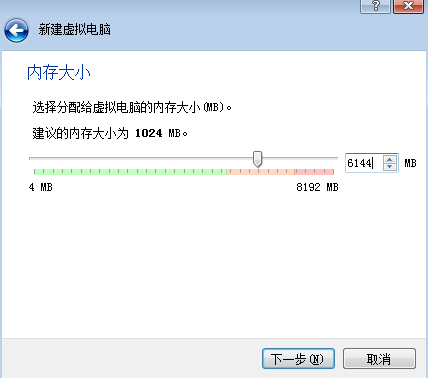 新建虚拟电脑
内存大小
选择分配给虚拟电脑的内存大小(MB)。
建议的内存大小为 1024 MB。
6144 MB
4 MB 8192 MB
下一步(N) 取消